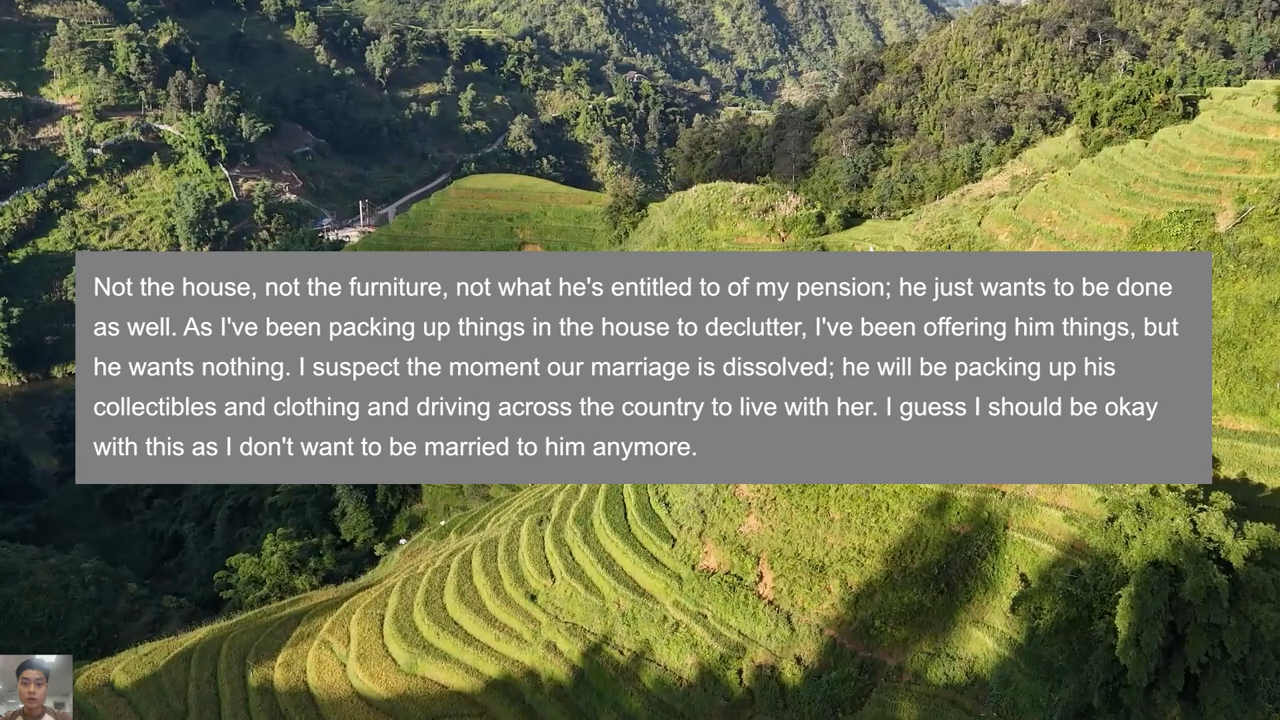 Not the house, not the furniture, not what he's entitled to of my pension; he just wants to be done
as well. As I've been packing up things in the house to declutter, I've been offering him things, but
he wants nothing. I suspect the moment our marriage is dissolved; he will be packing up his
collectibles and clothing and driving across the country to live with her. I guess I should be okay
with this as I don't want to be married to him anymore.